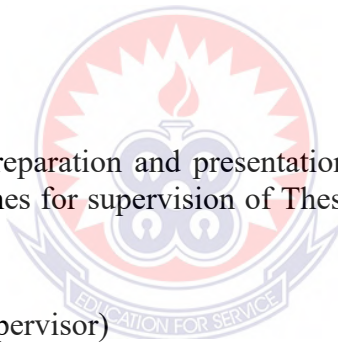 reparation and presentation
nes for supervision of Thes
EDUCATION FOR SERVICE
pervisor)